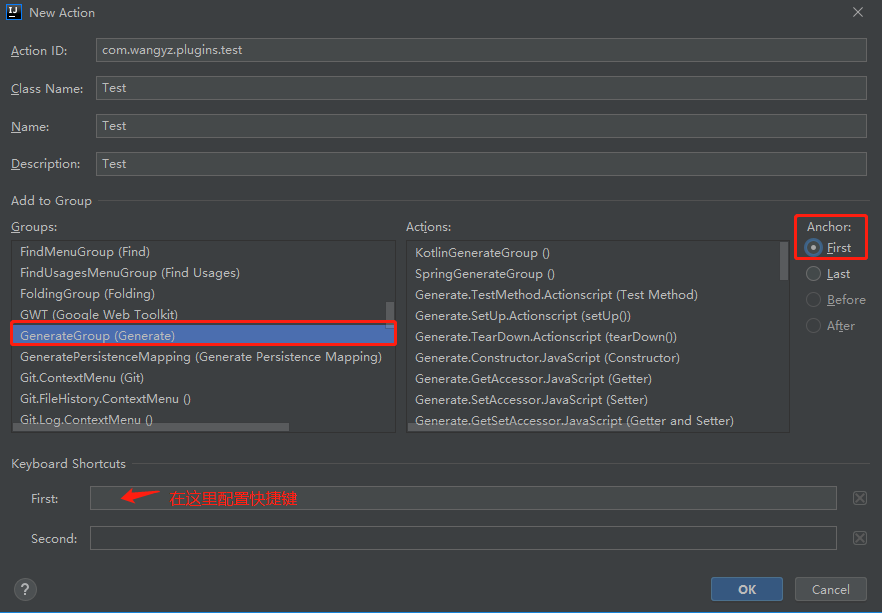 IJ New Action
Action ID: com.wangyz.plugins.test
Class Name: Test
Name: Test
Description: Test
Add to Group
Groups:
FindMenuGroup (Find)
FindUsagesMenuGroup (Find Usages)
FoldingGroup (Folding)
GWT (Google Web Toolkit)
GenerateGroup (Generate)
GeneratePersistenceMapping (Generate Persistence Mapping)
Git.ContextMenu (Git)
Git.FileHistory.ContextMenu ()
Git.Log.ContextMenu ()
Actions:
KotlinGenerateGroup ()
SpringGenerateGroup ()
Generate.TestMethod.Actionscript (Test Method)
Generate.SetUp.Actionscript (setUp())
Generate.TearDown.Actionscript (tearDown())
Generate.Constructor.JavaScript (Constructor)
Generate.GetAccessor.JavaScript (Getter)
Generate.SetAccessor.JavaScript (Setter)
Generate.GetSetAccessor.JavaScript (Getter and Setter)
Anchor:
First
Last
Before
After
Keyboard Shortcuts
First: 在这里配置快捷键
Second:
? OK Cancel